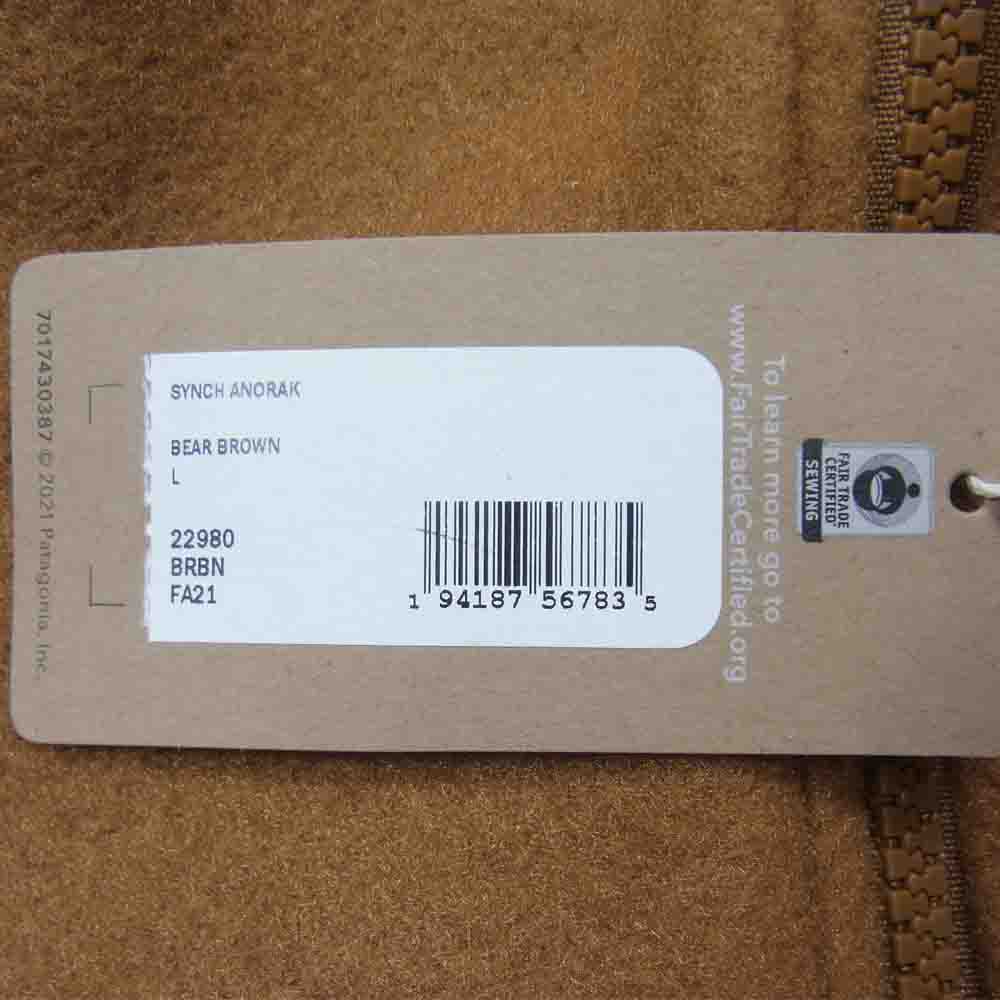 SYNCH ANORAK
BEAR BROWN
L
22980
BRBN
FA21
1 94187 56783 5
7017430387 © 2021 Patagonia, Inc.
To learn more go to
www.FairTradeCertified.org
FAIR TRADE
CERTIFIED
SEWING